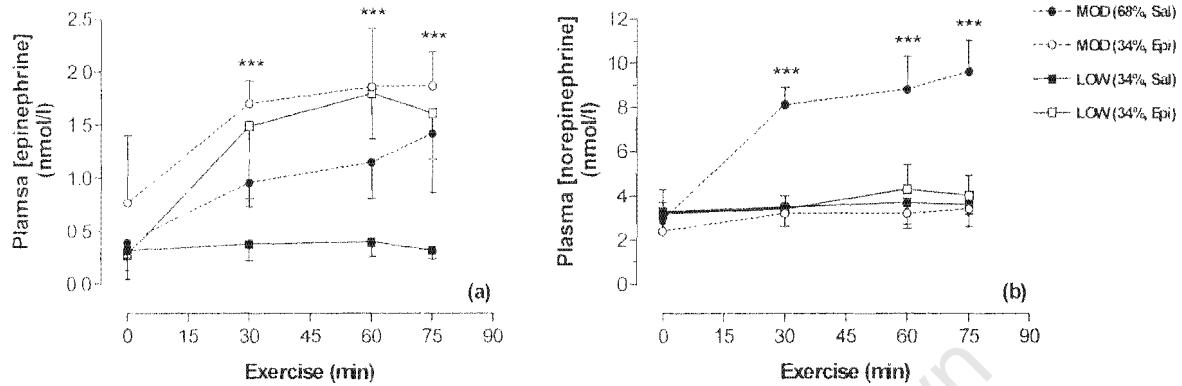 2.5
2.0
1.5
1.0
0.5
0.0
Plamsa [epinephrine]
(nmol/l)
***
***
***
(a)
0
15
30
45
60
75
90
Exercise (min)
12
10
8
6
4
2
0
Plasma [norepinephrine]
(nmol/l)
***
***
***
(b)
0
15
30
45
60
75
90
Exercise (min)
MOD (68%, Sal)
MOD (34%, Epi)
LOW (34%, Sal)
LOW (34%, Epi)